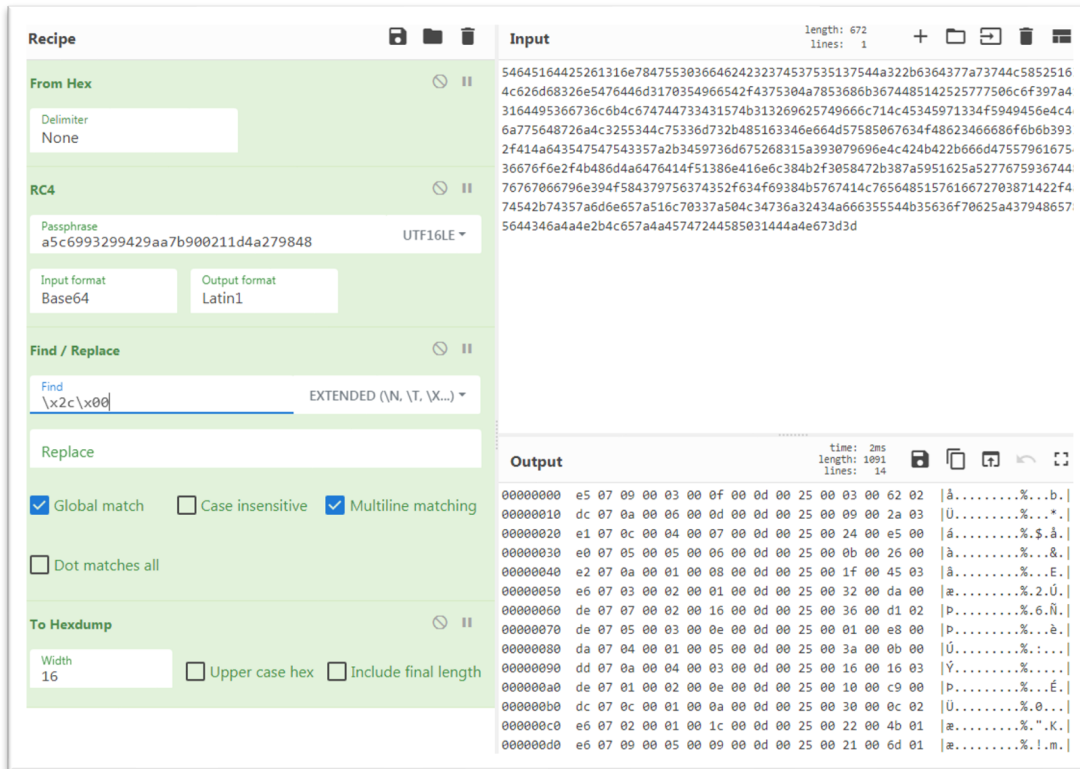 Recipe
From Hex
Delimiter
None
RC4
Passphrase
a5c6993299429aa7b900211d4a279848
UTF16LE
Input format
Base64
Output format
Latin1
Find / Replace
Find
\x2c\x00
EXTENDED (\N, \T, \X...)
Replace
Global match
Case insensitive
Multiline matching
Dot matches all
To Hexdump
Width
16
Upper case hex
Include final length
Input
length: 672
lines: 1
54645164425261316e784755303664624232374537535137544a322b6364377a73744c5852516
4c626d68326e5476446d3170354966542f4375304a7853686b3674485142525777506c6f397a4
3164495366736c6b4c674744733431574b313269625749666c714c45345971334f5949456e4c4
6a775648726a4c3255344c75336d732b485163346e664d57585067634f48623466686f6b6b393
2f414a643547547543357a2b3459736d675268315a393079696e4c424b422b666d47557961675
36676f6e2f4b486d4a6476414f51386e416e6c384b2f3058472b387a5951625a5277675936744
76767066796e394f584379756374352f634f69384b5767414c7656485157616672703871422f4
74542b74357a6d6e657a516c70337a504c34736a32434a666355544b35636f70625a437948657
5644346a4a4e2b4c657a4a45747244585031444a4e673d3d
Output
time: 2ms
length: 1091
lines: 14
00000000 e5 07 09 00 03 00 0f 00 0d 00 25 00 03 00 62 02 |å.........%...b.|
00000010 dc 07 0a 00 06 00 0d 00 0d 00 25 00 09 00 2a 03 |Ü.........%...*.|
00000020 e1 07 0c 00 04 00 07 00 0d 00 25 00 24 00 e5 00 |á.........%.$.å.|
00000030 e0 07 05 00 05 00 06 00 0d 00 25 00 0b 00 26 00 |à.........%...&.|
00000040 e2 07 0a 00 01 00 08 00 0d 00 25 00 1f 00 45 03 |â.........%...E.|
00000050 e6 07 03 00 02 00 01 00 0d 00 25 00 32 00 da 00 |æ.........%.2.Ú.|
00000060 de 07 07 00 02 00 16 00 0d 00 25 00 36 00 d1 02 |Þ.........%.6.Ñ.|
00000070 de 07 05 00 03 00 0e 00 0d 00 25 00 01 00 e8 00 |Þ.........%...è.|
00000080 da 07 04 00 01 00 05 00 0d 00 25 00 3a 00 0b 00 |Ú.........%.:...|
00000090 dd 07 0a 00 04 00 03 00 0d 00 25 00 16 00 16 03 |Ý.........%.....|
000000a0 de 07 01 00 02 00 0e 00 0d 00 25 00 10 00 c9 00 |Þ.........%...É.|
000000b0 dc 07 0c 00 01 00 0a 00 0d 00 25 00 30 00 0c 02 |Ü.........%.0...|
000000c0 e6 07 02 00 01 00 1c 00 0d 00 25 00 22 00 4b 01 |æ.........%.".K.|
000000d0 e6 07 09 00 05 00 09 00 0d 00 25 00 21 00 6d 01 |æ.........%.!.m.|